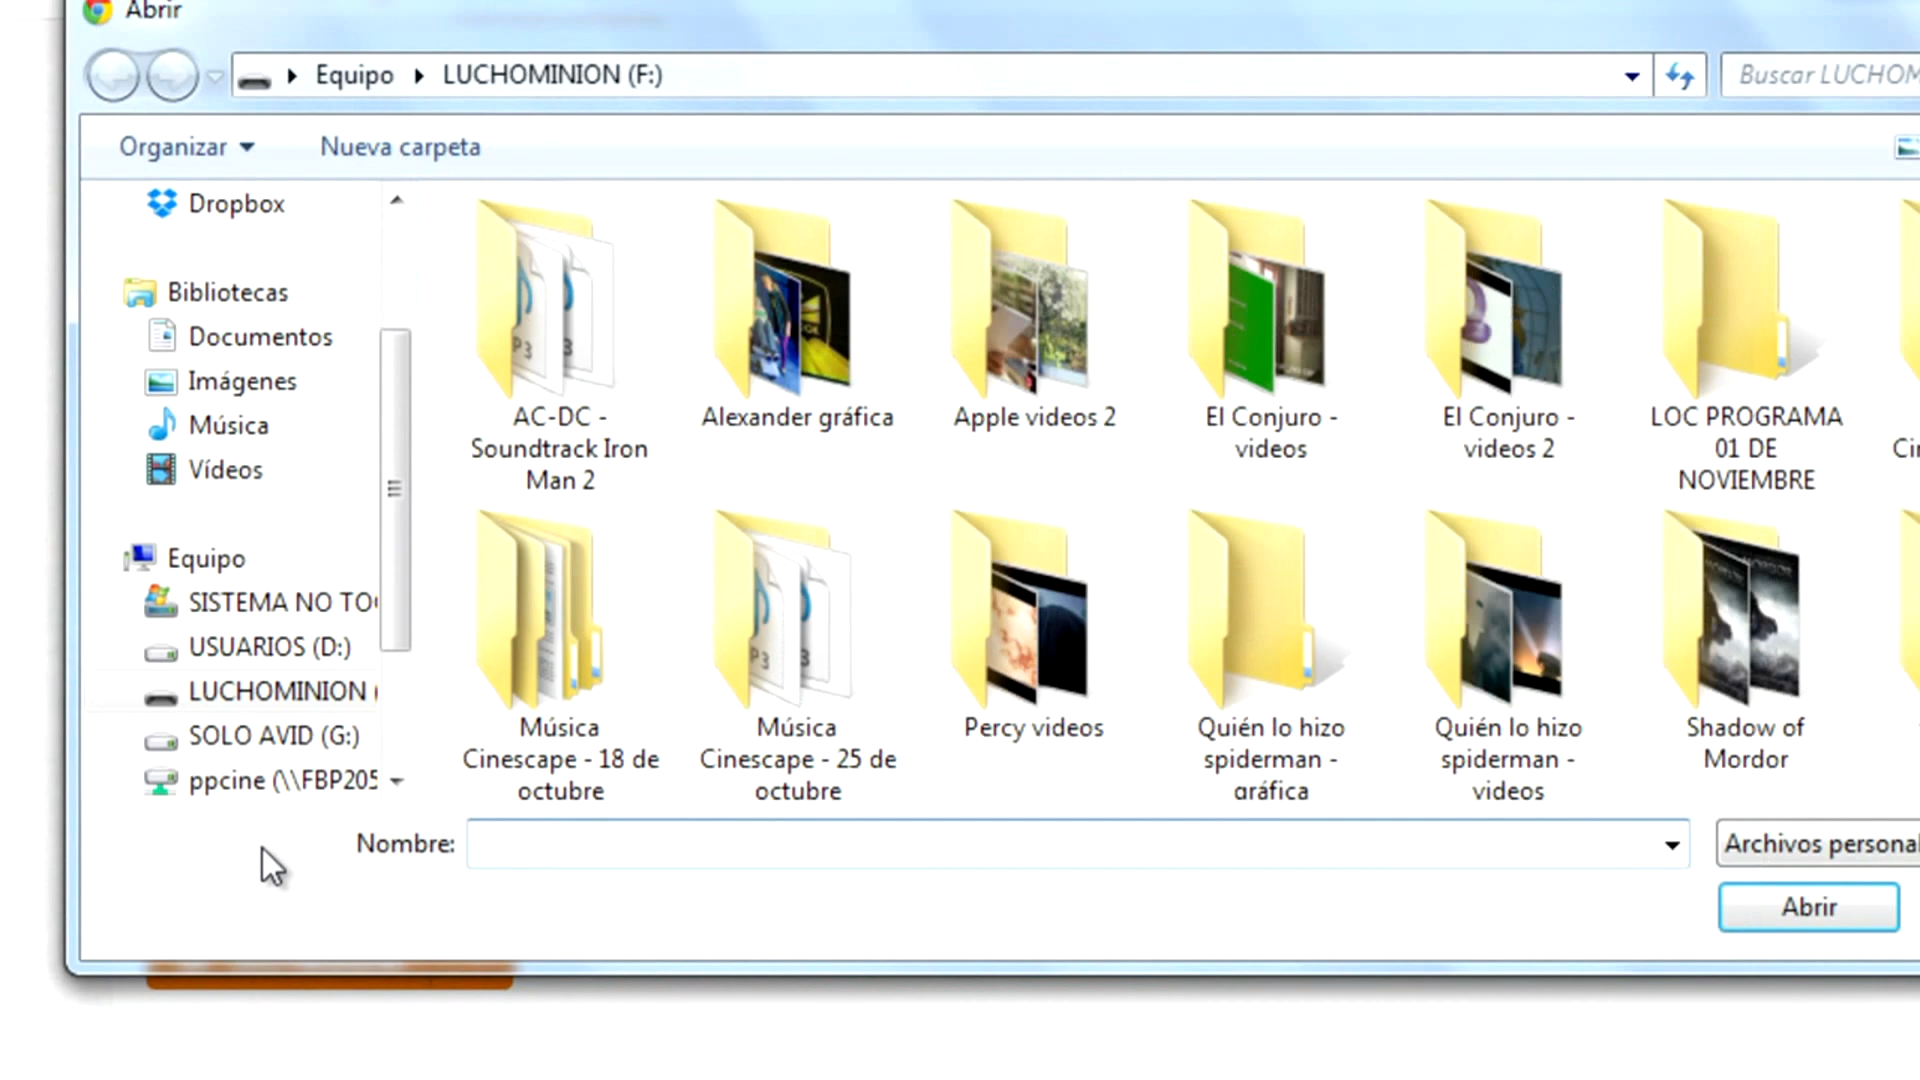 Abrir
Equipo LUCHOMINION (F:)
Buscar LUCHOM
Organizar
Nueva carpeta
Dropbox
Bibliotecas
Documentos
Imágenes
Música
Vídeos
Equipo
SISTEMA NO TO
USUARIOS (D:)
LUCHOMINION (
SOLO AVID (G:)
ppcine (\\FBP205
AC-DC -
Soundtrack Iron
Man 2
Alexander gráfica
Apple videos 2
El Conjuro -
videos
El Conjuro -
videos 2
LOC PROGRAMA
01 DE
NOVIEMBRE
Música
Cinescape - 18 de
octubre
Música
Cinescape - 25 de
octubre
Percy videos
Quién lo hizo
spiderman -
gráfica
Quién lo hizo
spiderman -
videos
Shadow of
Mordor
Nombre:
Archivos personal
Abrir